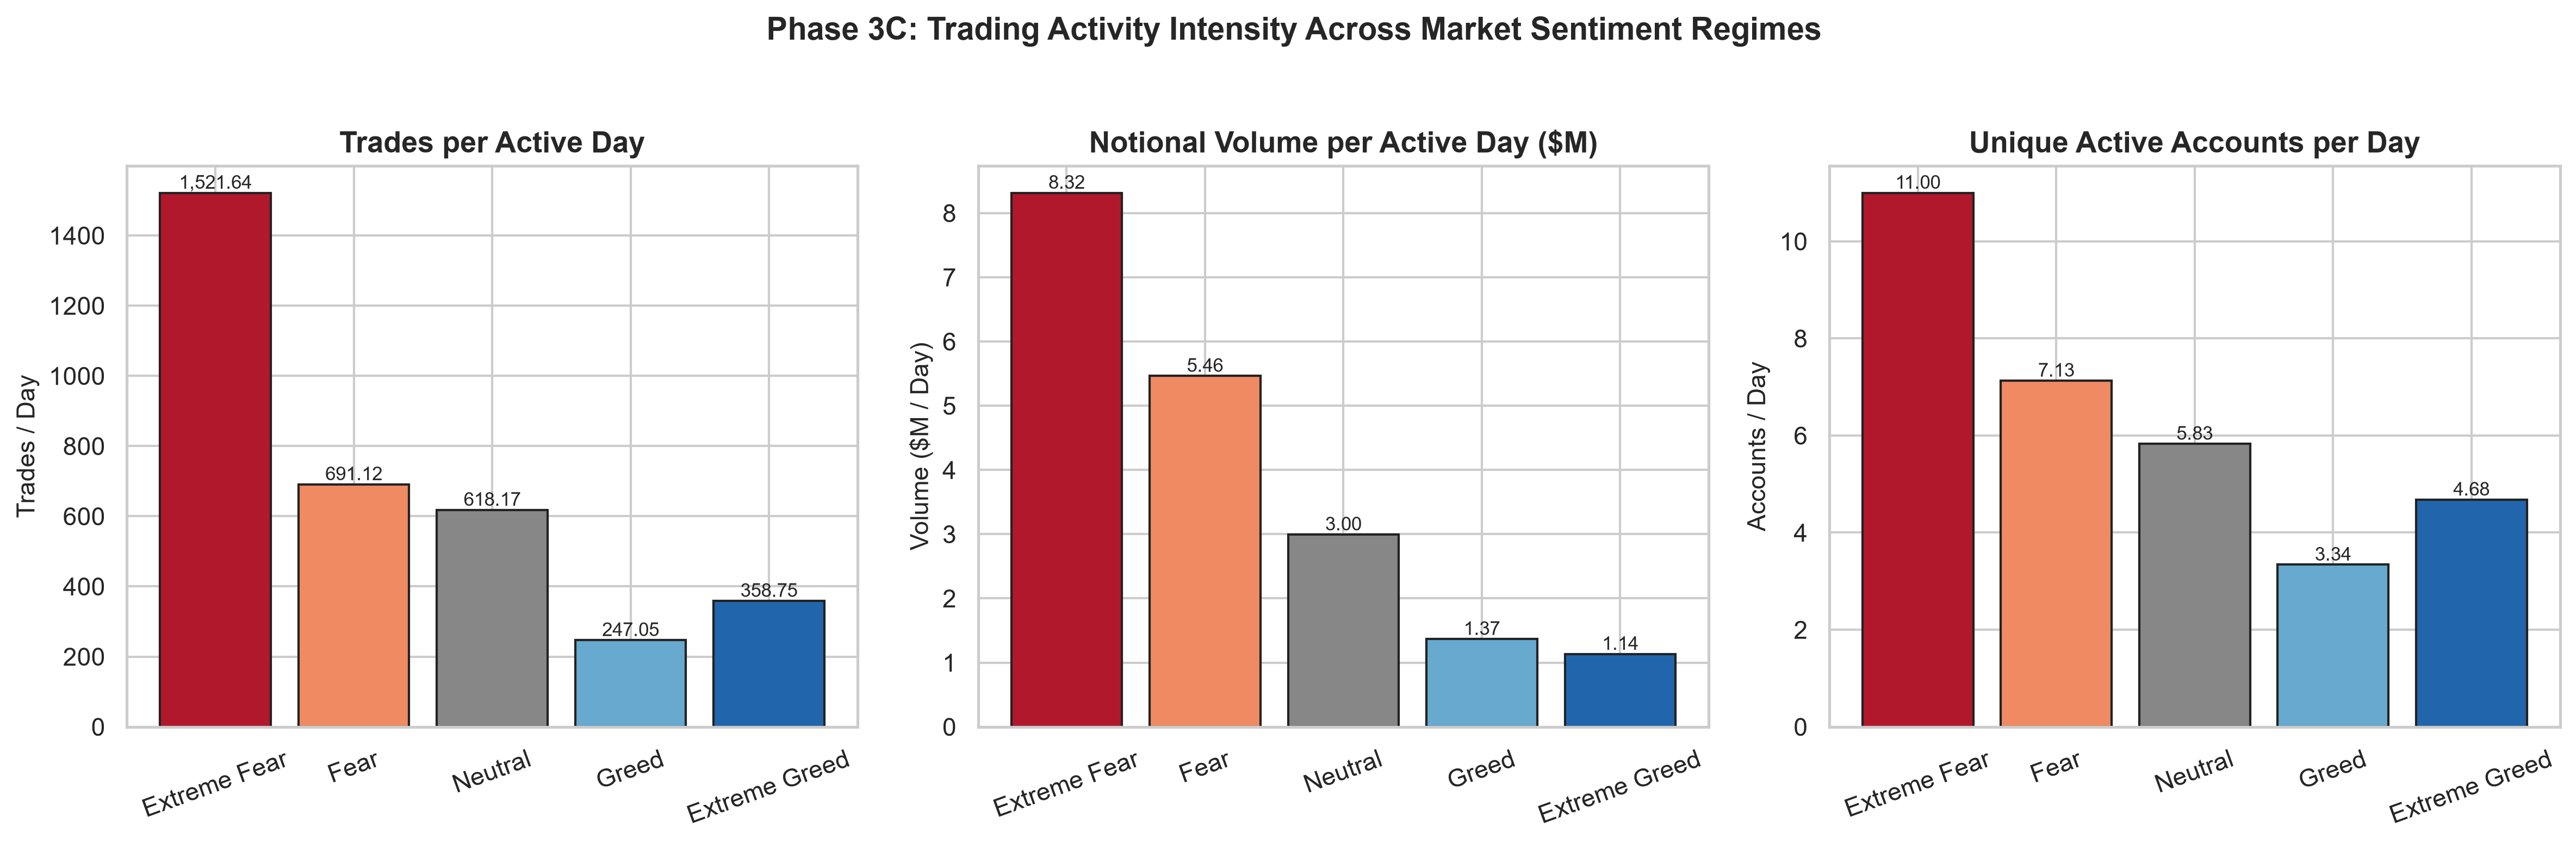 Phase 3C: Trading Activity Intensity Across Market Sentiment Regimes
Trades per Active Day
Trades / Day
1400
1200
1000
800
600
400
200
0
1,521.64
691.12
618.17
247.05
358.75
Extreme Fear
Fear
Neutral
Greed
Extreme Greed
Notional Volume per Active Day ($M)
Volume ($M / Day)
8
7
6
5
4
3
2
1
0
8.32
5.46
3.00
1.37
1.14
Extreme Fear
Fear
Neutral
Greed
Extreme Greed
Unique Active Accounts per Day
Accounts / Day
10
8
6
4
2
0
11.00
7.13
5.83
3.34
4.68
Extreme Fear
Fear
Neutral
Greed
Extreme Greed